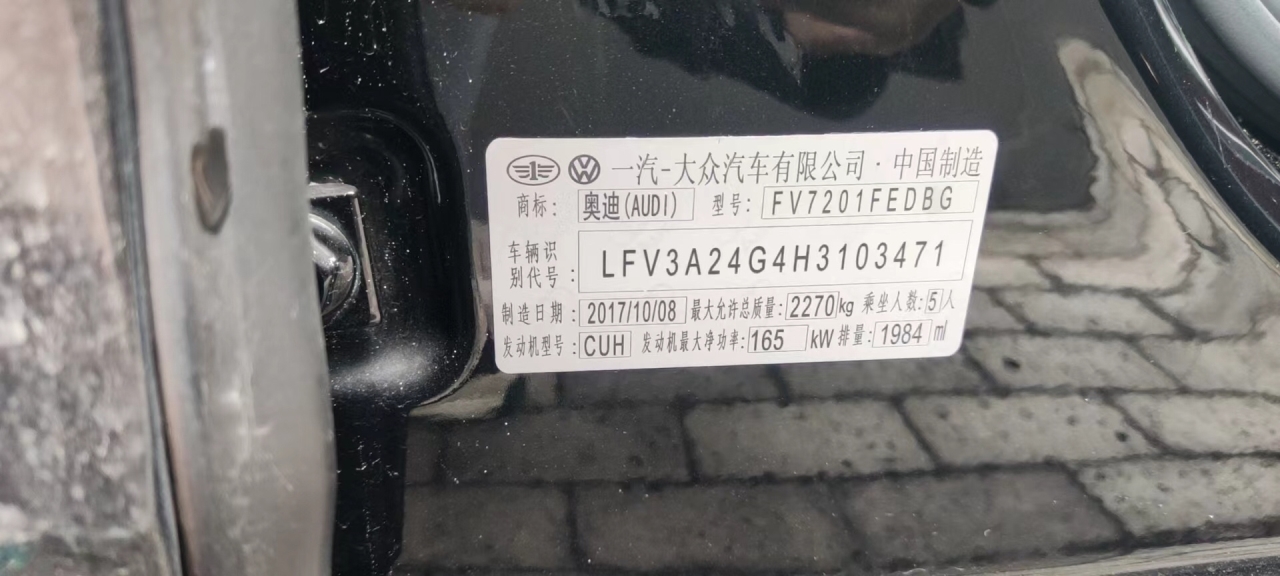 一汽-大众汽车有限公司·中国制造
商标: 奥迪(AUDI) 型号: FV7201FEDBG
车辆识别代号: LFV3A24G4H3103471
制造日期: 2017/10/08 最大允许总质量: 2270kg 乘坐人数: 5人
发动机型号: CUH 发动机最大净功率: 165 kW 排量: 1984 ml